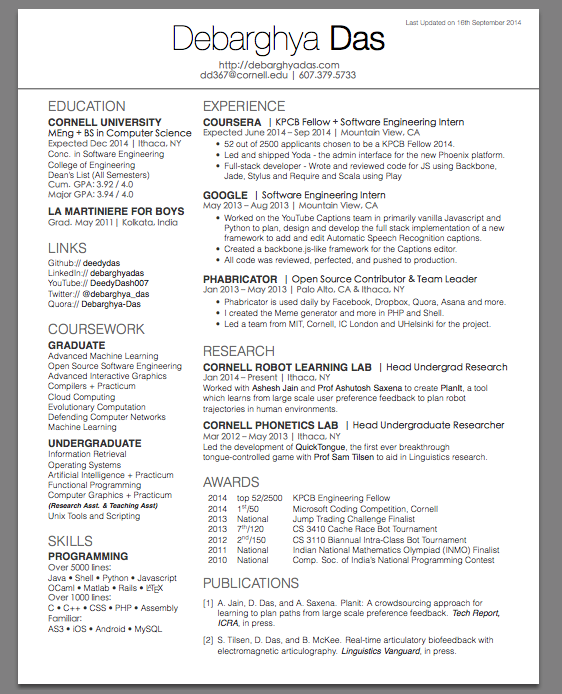 Last Updated on 16th September 2014
Debarghya Das
http://debarghyadas.com
dd367@cornell.edu | 607.379.5733
EDUCATION
CORNELL UNIVERSITY
MEng + BS in Computer Science
Expected Dec 2014 | Ithaca, NY
Conc. in Software Engineering
College of Engineering
Dean's List (All Semesters)
Cum. GPA: 3.92 / 4.0
Major GPA: 3.94 / 4.0
LA MARTINIERE FOR BOYS
Grad. May 2011 | Kolkata, India
LINKS
Github:// deedydas
LinkedIn:// debarghyadas
YouTube:// DeedyDash007
Twitter:// @debarghya_das
Quora:// Debarghya-Das
COURSEWORK
GRADUATE
Advanced Machine Learning
Open Source Software Engineering
Advanced Interactive Graphics
Compilers + Practicum
Cloud Computing
Evolutionary Computation
Defending Computer Networks
Machine Learning
UNDERGRADUATE
Information Retrieval
Operating Systems
Artificial Intelligence + Practicum
Functional Programming
Computer Graphics + Practicum
(Research Asst. & Teaching Asst)
Unix Tools and Scripting
SKILLS
PROGRAMMING
Over 5000 lines:
Java • Shell • Python • Javascript
OCaml • Matlab • Rails • LATEX
Over 1000 lines:
C • C++ • CSS • PHP • Assembly
Familiar:
AS3 • iOS • Android • MySQL
EXPERIENCE
COURSERA | KPCB Fellow + Software Engineering Intern
Expected June 2014 – Sep 2014 | Mountain View, CA
• 52 out of 2500 applicants chosen to be a KPCB Fellow 2014.
• Led and shipped Yoda - the admin interface for the new Phoenix platform.
• Full-stack developer - Wrote and reviewed code for JS using Backbone,
Jade, Stylus and Require and Scala using Play
GOOGLE | Software Engineering Intern
May 2013 – Aug 2013 | Mountain View, CA
• Worked on the YouTube Captions team in primarily vanilla Javascript and
Python to plan, design and develop the full stack implementation of a new
framework to add and edit Automatic Speech Recognition captions.
• Created a backbone.js-like framework for the Captions editor.
• All code was reviewed, perfected, and pushed to production.
PHABRICATOR | Open Source Contributor & Team Leader
Jan 2013 – May 2013 | Palo Alto, CA & Ithaca, NY
• Phabricator is used daily by Facebook, Dropbox, Quora, Asana and more.
• I created the Meme generator and more in PHP and Shell.
• Led a team from MIT, Cornell, IC London and UHelsinki for the project.
RESEARCH
CORNELL ROBOT LEARNING LAB | Head Undergrad Research
Jan 2014 – Present | Ithaca, NY
Worked with Ashesh Jain and Prof Ashutosh Saxena to create PlanIt, a tool
which learns from large scale user preference feedback to plan robot
trajectories in human environments.
CORNELL PHONETICS LAB | Head Undergraduate Researcher
Mar 2012 – May 2013 | Ithaca, NY
Led the development of QuickTongue, the first ever breakthrough
tongue-controlled game with Prof Sam Tilsen to aid in Linguistics research.
AWARDS
2014 top 52/2500 KPCB Engineering Fellow
2014 1st/50 Microsoft Coding Competition, Cornell
2013 National Jump Trading Challenge Finalist
2013 7th/120 CS 3410 Cache Race Bot Tournament
2012 2nd/150 CS 3110 Biannual Intra-Class Bot Tournament
2011 National Indian National Mathematics Olympiad (INMO) Finalist
2010 National Comp. Soc. of India's National Programming Contest
PUBLICATIONS
[1] A. Jain, D. Das, and A. Saxena. Planit: A crowdsourcing approach for
learning to plan paths from large scale preference feedback. Tech Report,
ICRA, in press.
[2] S. Tilsen, D. Das, and B. McKee. Real-time articulatory biofeedback with
electromagnetic articulography. Linguistics Vanguard, in press.